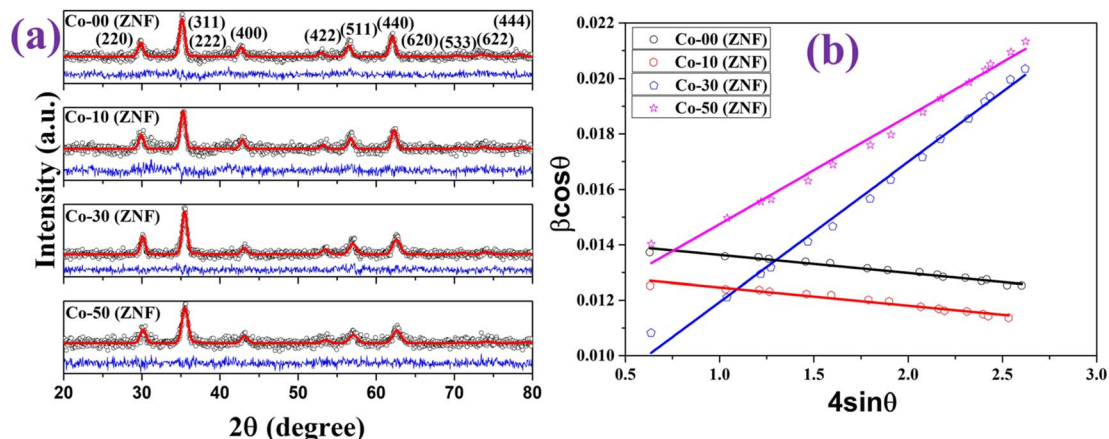 (a)
Co-00 (ZNF)
(220)
(311)
(222)
(400)
(422)
(511)
(440)
(620)
(533)
(622)
(444)
Co-10 (ZNF)
Co-30 (ZNF)
Co-50 (ZNF)
Intensity (a.u.)
20 30 40 50 60 70 80
2θ (degree)
(b)
Co-00 (ZNF)
Co-10 (ZNF)
Co-30 (ZNF)
Co-50 (ZNF)
βcosθ
0.022
0.020
0.018
0.016
0.014
0.012
0.010
0.5 1.0 1.5 2.0 2.5 3.0
4sinθ